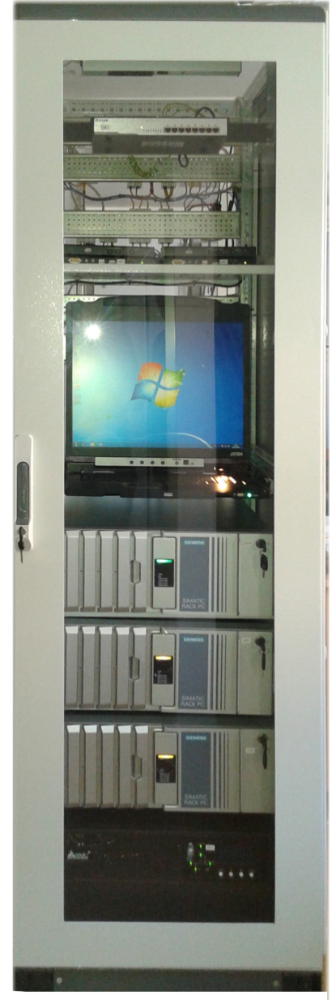 D-Link
ATEN
SIEMENS
SIMATIC
RACK PC
SIEMENS
SIMATIC
RACK PC
SIEMENS
SIMATIC
RACK PC